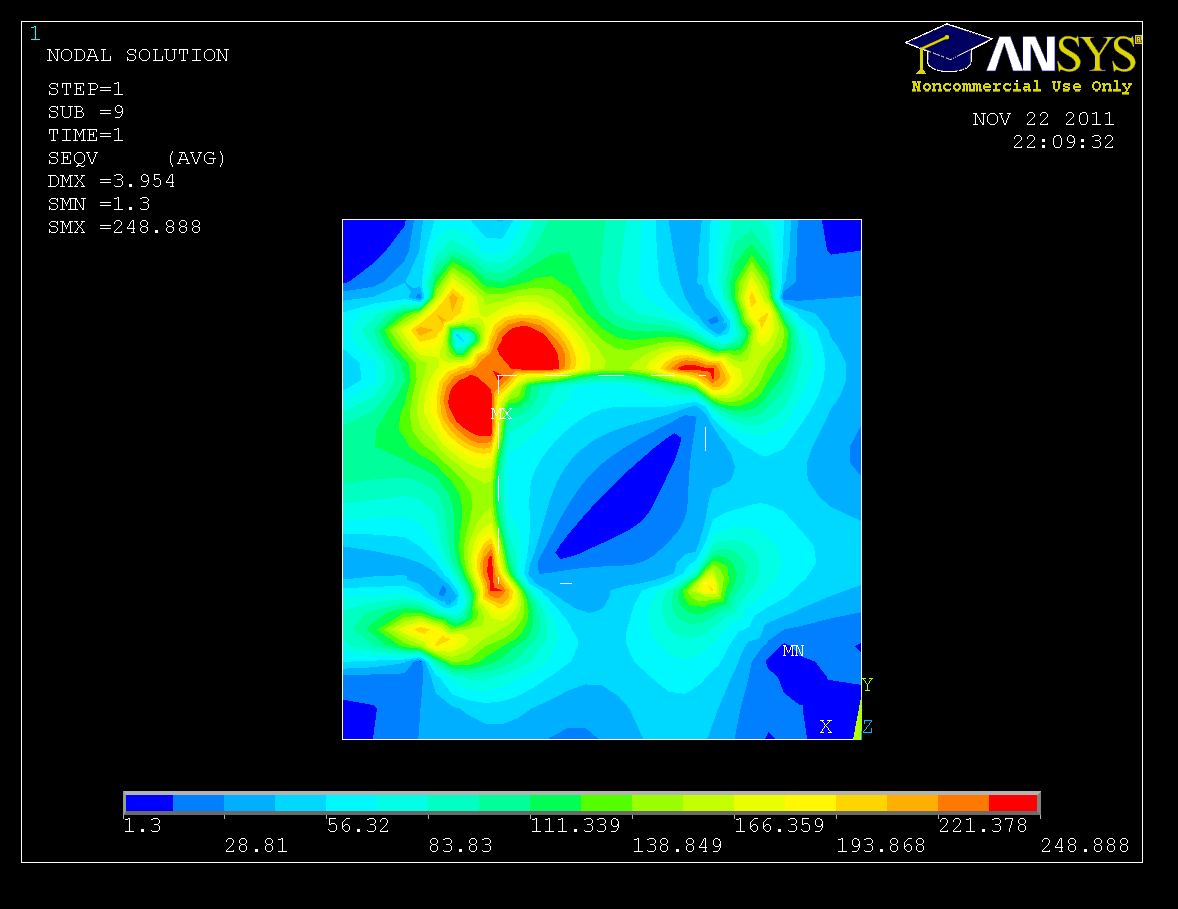 1
NODAL SOLUTION
STEP=1
SUB =9
TIME=1
SEQV (AVG)
DMX =3.954
SMN =1.3
SMX =248.888
ANSYS®
Noncommercial Use Only
NOV 22 2011
22:09:32
MX
MN
Y
X Z
1.3 56.32 111.339 166.359 221.378
28.81 83.83 138.849 193.868 248.888